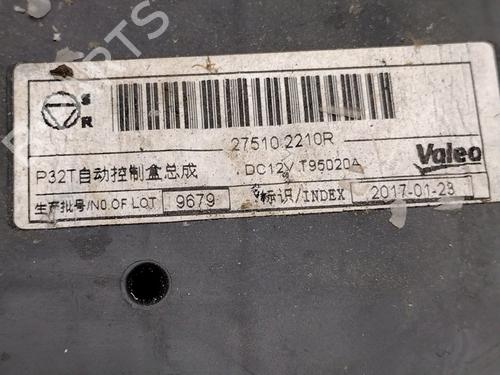 S
R
27510 2210R
P32T自动控制盒总成 DC12V T95020A Valeo
生产批号/NO.OF LOT 9679 标识/INDEX 2017-01-23
PARTS